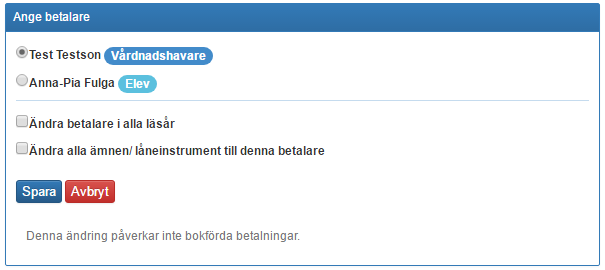 Ange betalare
Test Testson Vårdnadshavare
Anna-Pia Fulga Elev
Ändra betalare i alla läsår
Ändra alla ämnen/ låneinstrument till denna betalare
Spara Avbryt
Denna ändring påverkar inte bokförda betalningar.